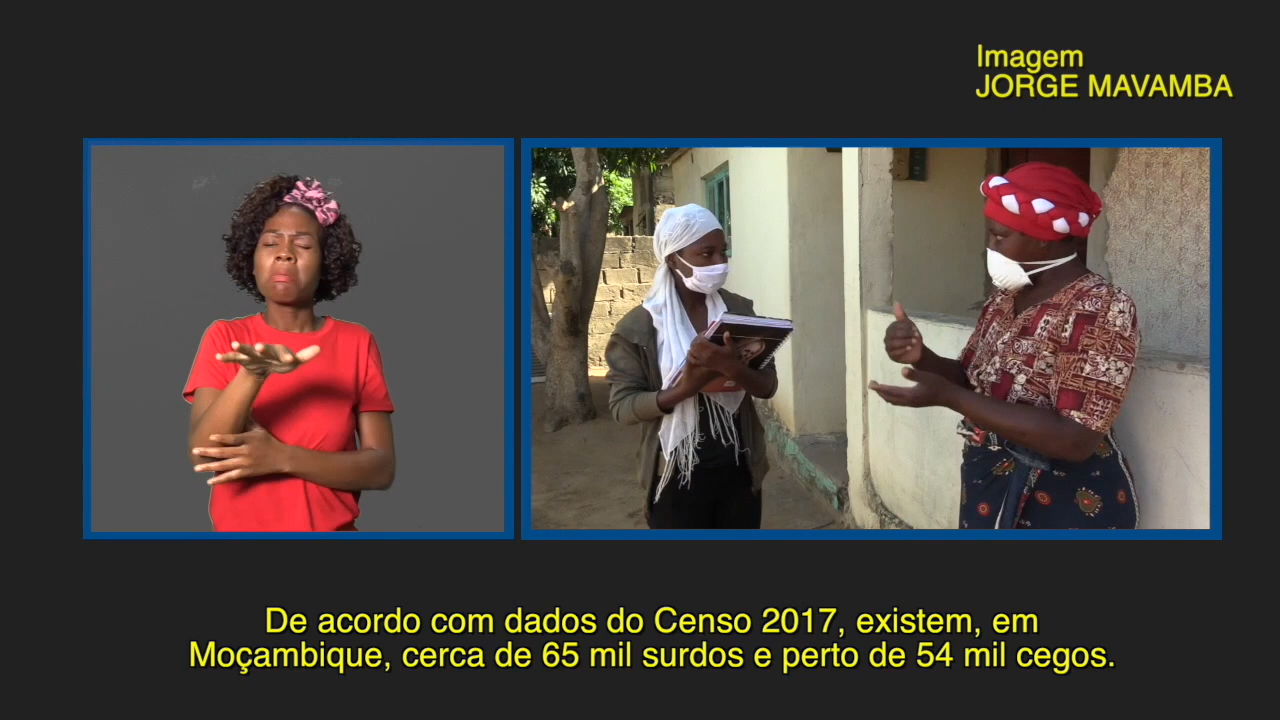 Imagem
JORGE MAVAMBA
De acordo com dados do Censo 2017, existem, em
Moçambique, cerca de 65 mil surdos e perto de 54 mil cegos.